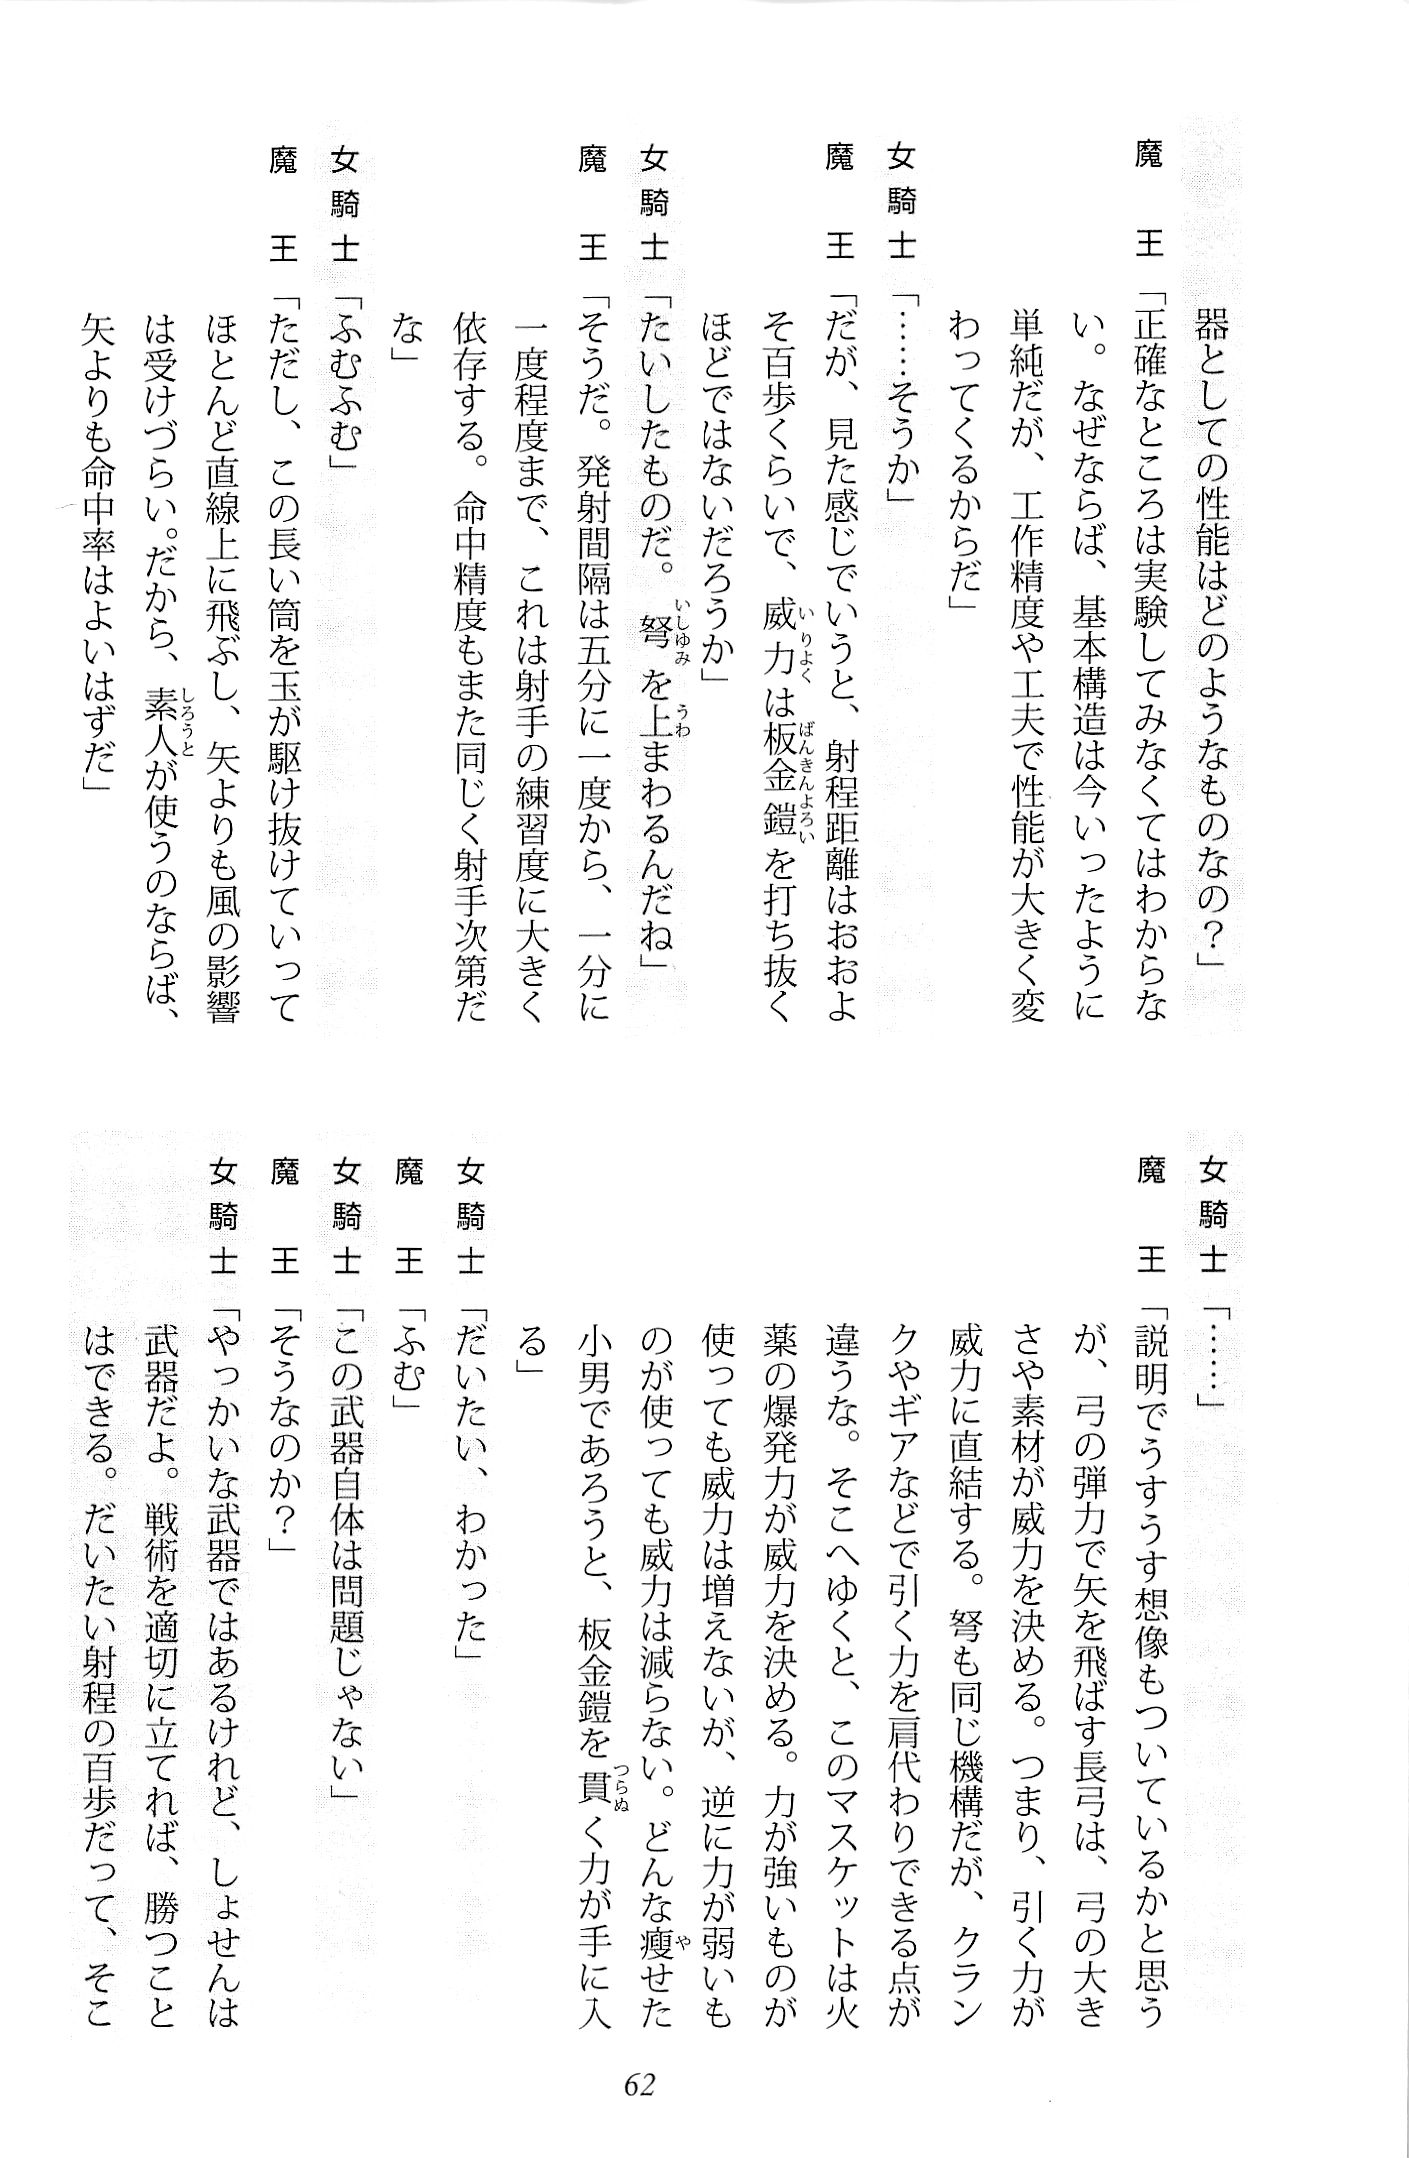 器としての性能はどのようなものなの？」
魔　王「正確なところは実験してみなくてはわからな
い。なぜならば、基本構造は今いったように
単純だが、工作精度や工夫で性能が大きく変
わってくるからだ」
女騎士「……そうか」
魔　王「だが、見た感じでいうと、射程距離はおおよ
そ百歩くらいで、威力は板金鎧を打ち抜く
ほどではないだろうか」
女騎士「たいしたものだ。弩を上まわるんだね」
魔　王「そうだ。発射間隔は五分に一度から、一分に
一度程度まで、これは射手の練習度に大きく
依存する。命中精度もまた同じく射手次第だ
な」
女騎士「ふむふむ」
魔　王「ただし、この長い筒を玉が駆け抜けていって
ほとんど直線上に飛ぶし、矢よりも風の影響
は受けづらい。だから、素人が使うのならば、
矢よりも命中率はよいはずだ」
女騎士「……」
魔　王「説明でうすうす想像もついているかと思う
が、弓の弾力で矢を飛ばす長弓は、弓の大き
さや素材が威力を決める。つまり、引く力が
威力に直結する。弩も同じ機構だが、クラン
クやギアなどで引く力を肩代わりできる点が
違うな。そこへゆくと、このマスケットは火
薬の爆発力が威力を決める。力が強いものが
使っても威力は増えないが、逆に力が弱いも
のが使っても威力は減らない。どんな痩せた
小男であろうと、板金鎧を貫く力が手に入
る」
女騎士「だいたい、わかった」
魔　王「ふむ」
女騎士「この武器自体は問題じゃない」
魔　王「そうなのか？」
女騎士「やっかいな武器ではあるけれど、しょせんは
武器だよ。戦術を適切に立てれば、勝つこと
はできる。だいたい射程の百歩だって、そこ
62